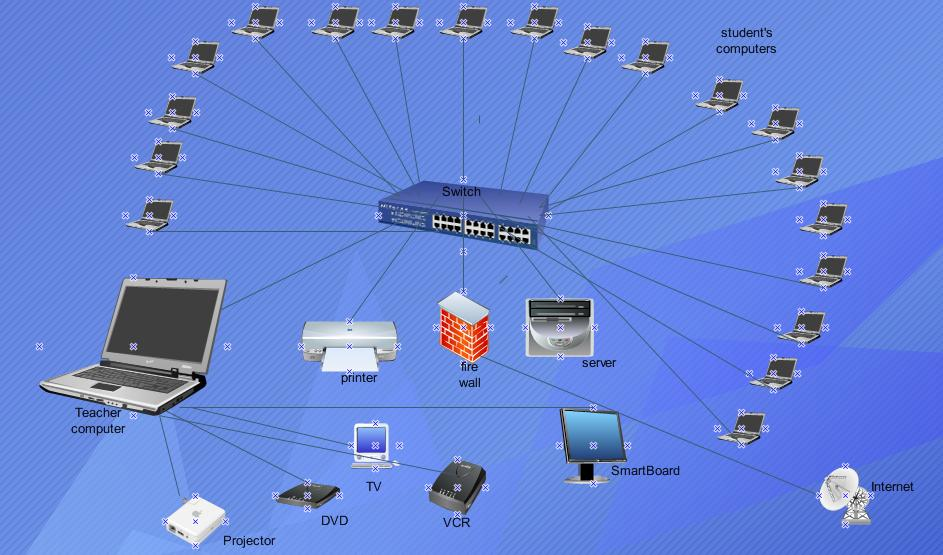 student's
computers
Switch
fire
wall
server
printer
Teacher
computer
SmartBoard
TV
Internet
DVD
VCR
Projector